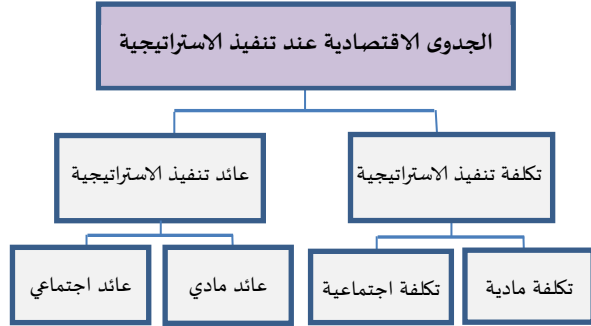 الجدوى الاقتصادية عند تنفيذ الاستراتيجية
تكلفة تنفيذ الاستراتيجية
عائد تنفيذ الاستراتيجية
تكلفة مادية
تكلفة اجتماعية
عائد مادي
عائد اجتماعي